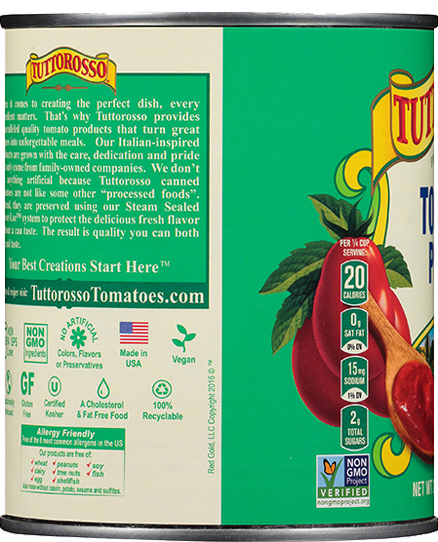 TUTTOROSSO
it comes to creating the perfect dish, every
matters. That's why Tuttorosso provides
quality tomato products that turn great
into unforgettable meals. Our Italian-inspired
are grown with the care, dedication and pride
only come from family-owned companies. We don't
anything artificial because Tuttorosso canned
are not like some other "processed foods".
they are preserved using our Steam Sealed
system to protect the delicious fresh flavor
a can taste. The result is quality you can both
and taste.
Your Best Creations Start Here™
& recipes visit: TuttorossoTomatoes.com
NON
GMO
Ingredients
NO ARTIFICIAL
Colors, Flavors
or Preservatives
Made in
USA
Vegan
GF
Gluten
Free
Certified
Kosher
A Cholesterol
& Fat Free Food
100%
Recyclable
Allergy Friendly
Free of the 8 most common allergens in the US
Our products are free of:
wheat peanuts soy
dairy tree nuts fish
egg shellfish
Also made without casein, potato, sesame and sulfites.
Red Gold, LLC Copyright 2016 © ™
TUT
TO
P
PER 1/4 CUP
SERVING
20
CALORIES
0g
SAT FAT
0% DV
15mg
SODIUM
1% DV
2g
TOTAL
SUGARS
NON
GMO
Project
VERIFIED
nongmoproject.org
NET WT